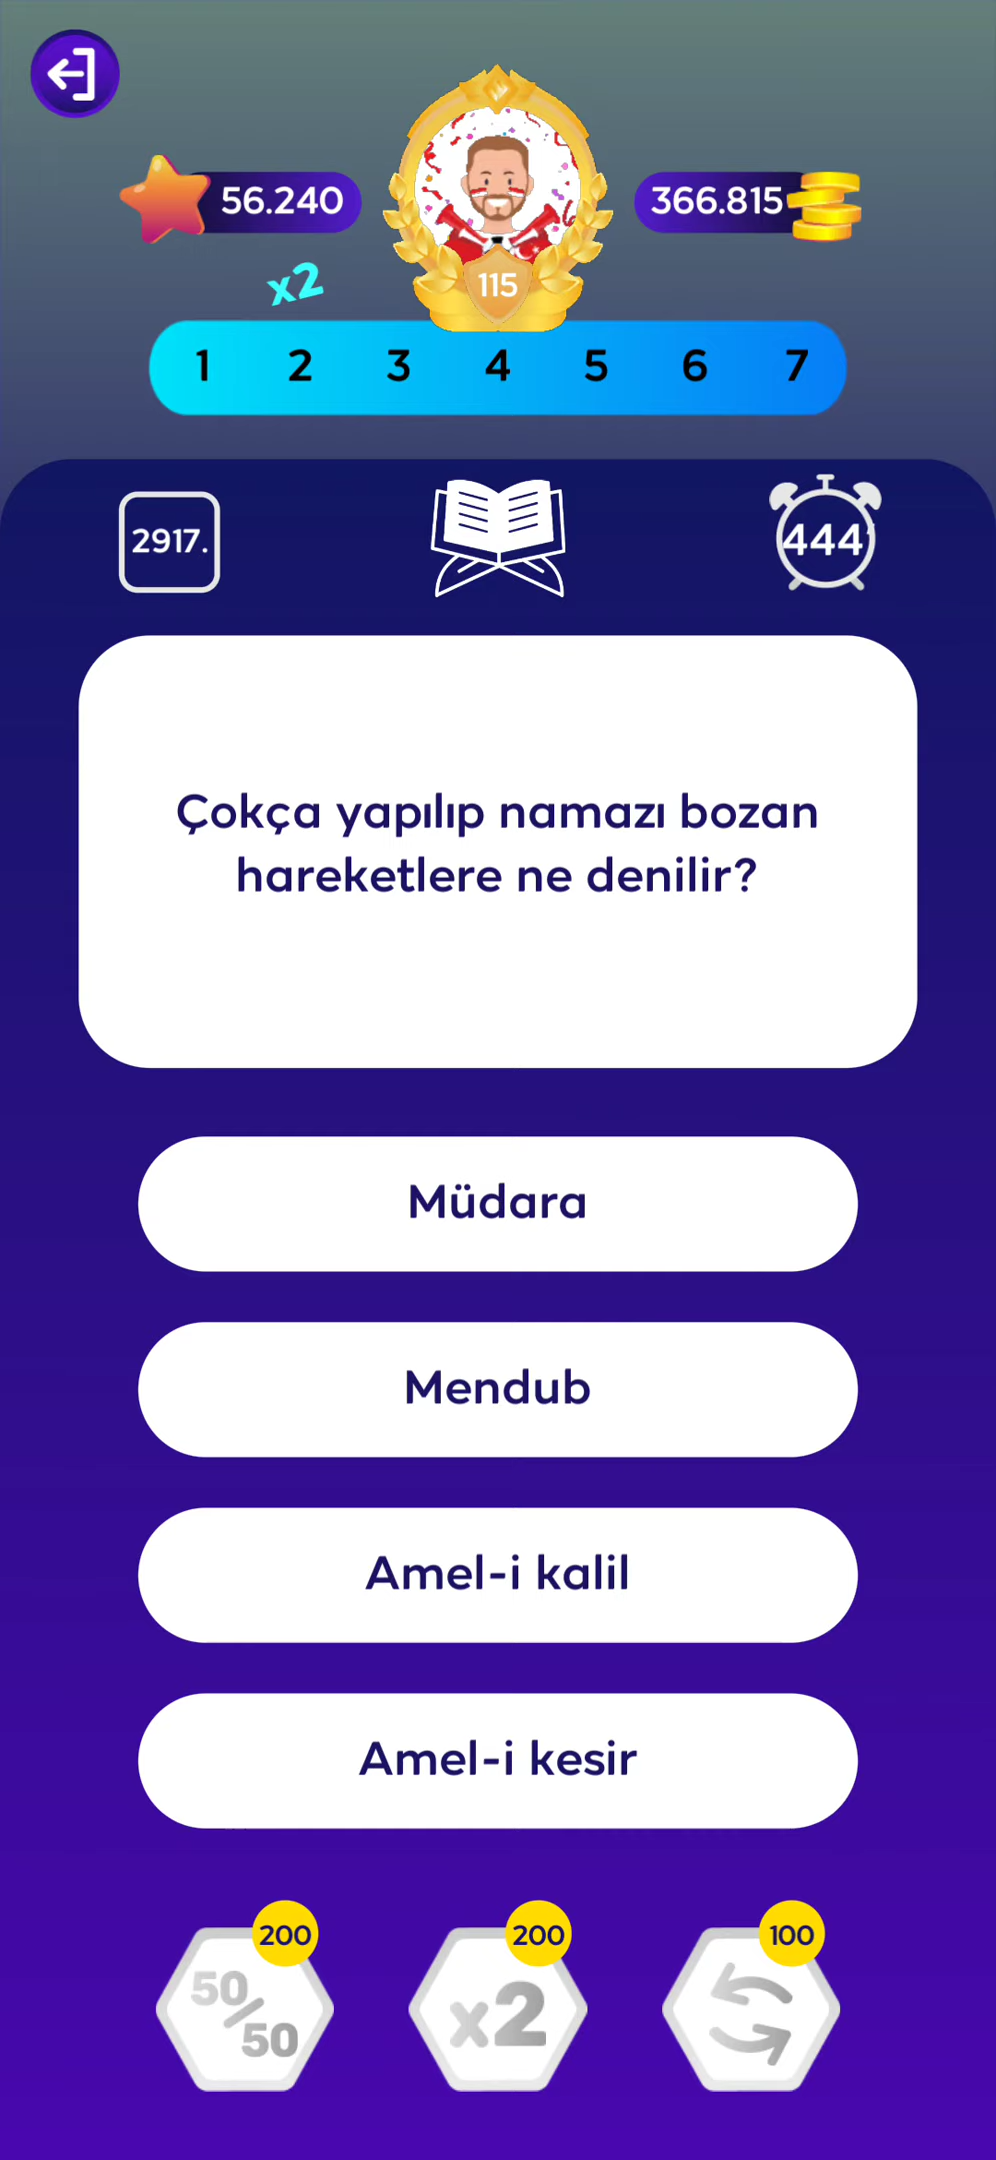 56.240
366.815
115
x2
1 2 3 4 5 6 7
2917.
444
Çokça yapılıp namazı bozan
hareketlere ne denilir?
Müdara
Mendub
Amel-i kalil
Amel-i kesir
200
200
100
50/50
x2